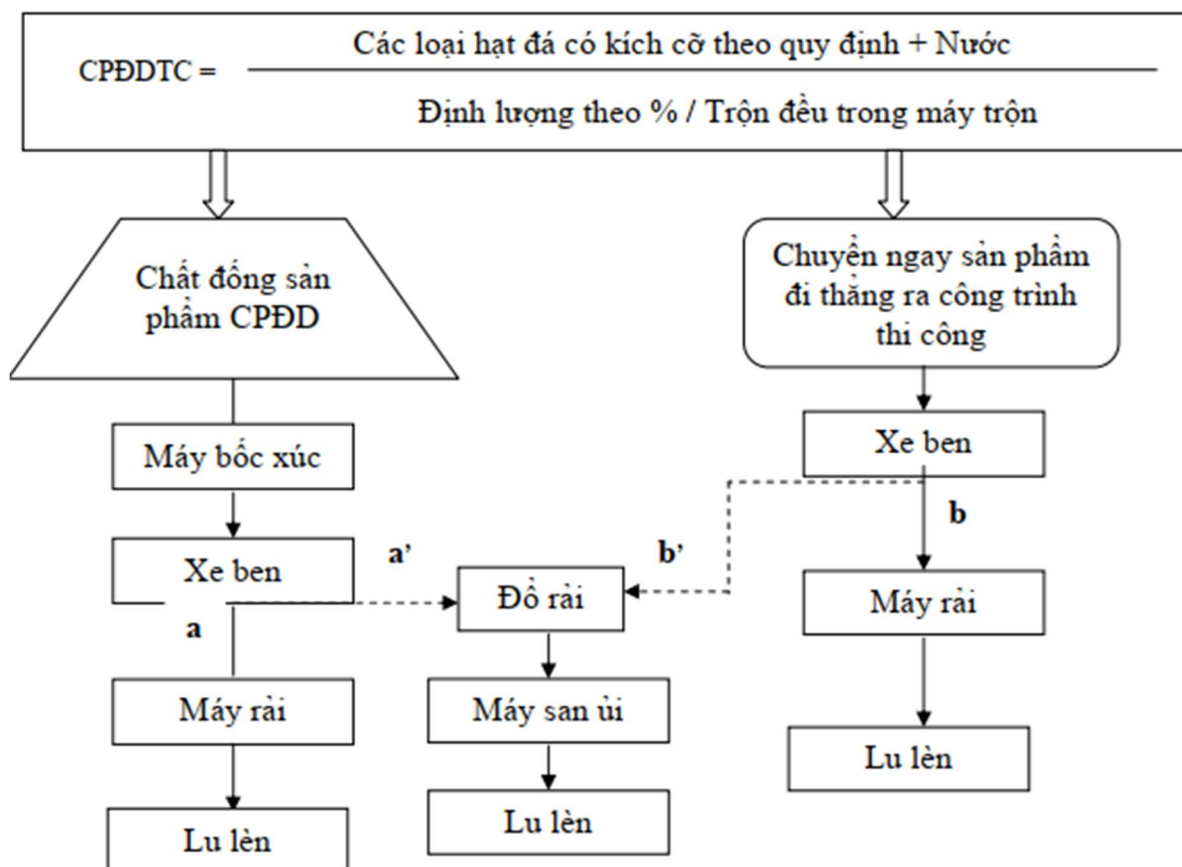 Các loại hạt đá có kích cỡ theo quy định + Nước
CPĐDTC =
Định lượng theo % / Trộn đều trong máy trộn
Chất đống sản
phẩm CPĐD
Chuyển ngay sản phẩm
đi thẳng ra công trình
thi công
Máy bốc xúc
Xe ben
Xe ben
a
a’
b’
b
Đổ rải
Máy rải
Máy rải
Máy san ủi
Lu lèn
Lu lèn
Lu lèn